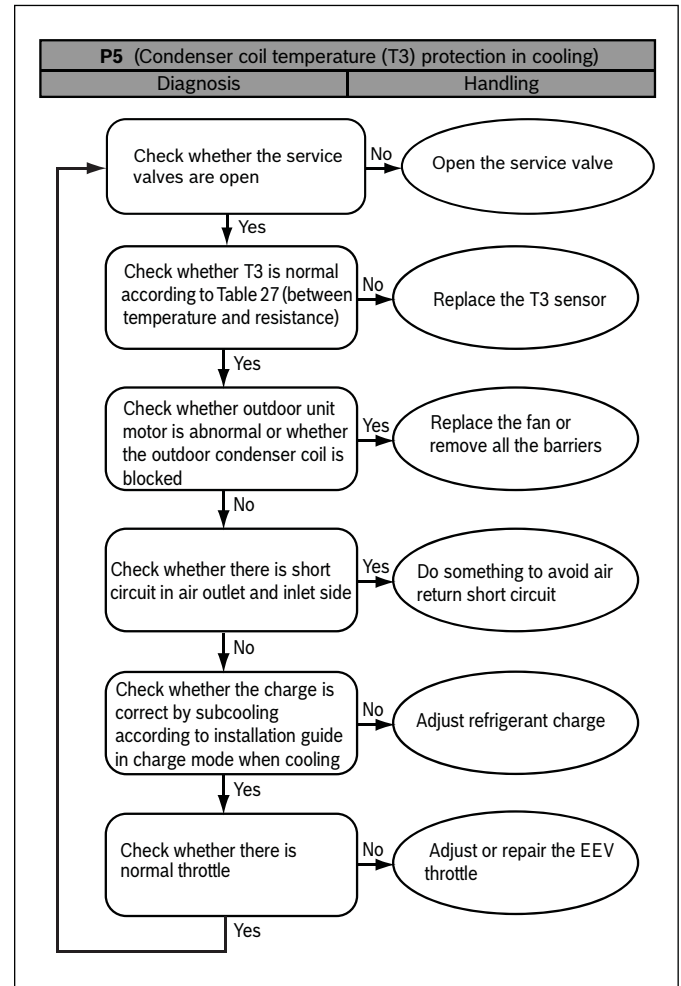 P5 (Condenser coil temperature (T3) protection in cooling)
Diagnosis
Handling
Check whether the service
valves are open
No
Open the service valve
Yes
Check whether T3 is normal
according to Table 27 (between
temperature and resistance)
No
Replace the T3 sensor
Yes
Check whether outdoor unit
motor is abnormal or whether
the outdoor condenser coil is
blocked
Yes
Replace the fan or
remove all the barriers
No
Check whether there is short
circuit in air outlet and inlet side
Yes
Do something to avoid air
return short circuit
No
Check whether the charge is
correct by subcooling
according to installation guide
in charge mode when cooling
No
Adjust refrigerant charge
Yes
Check whether there is
normal throttle
No
Adjust or repair the EEV
throttle
Yes